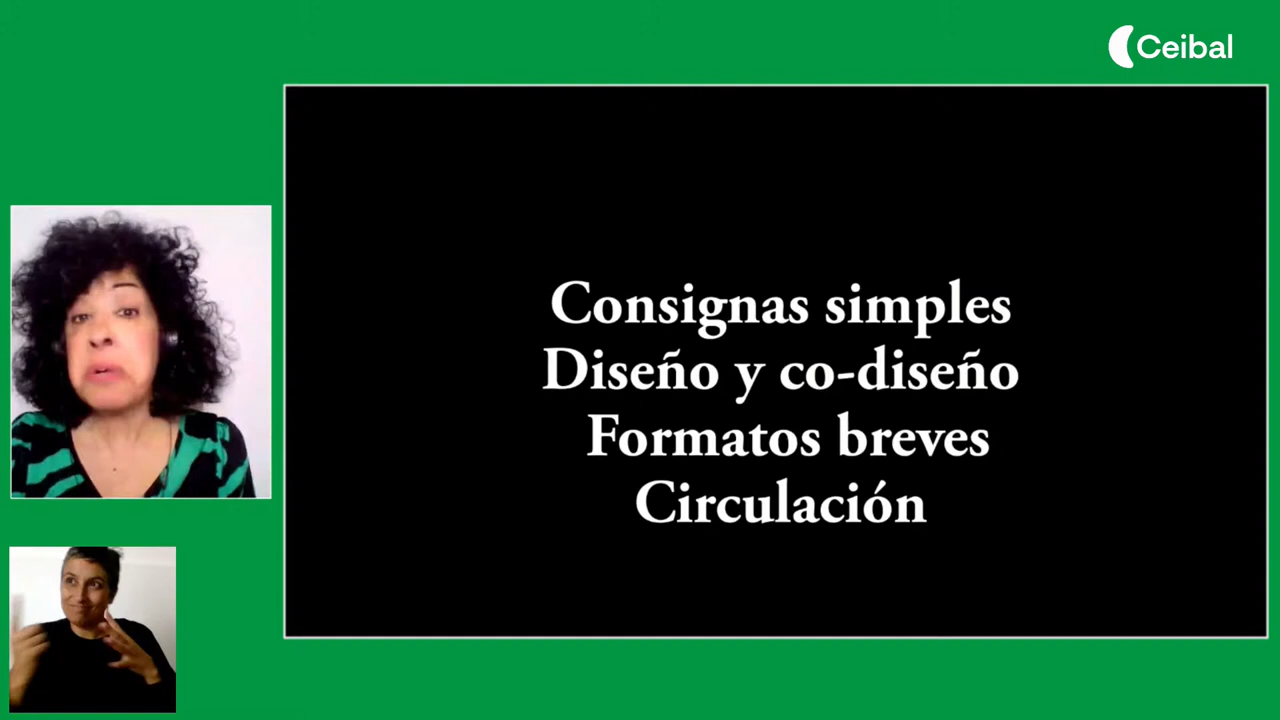 Ceibal
Consignas simples
Diseño y co-diseño
Formatos breves
Circulación